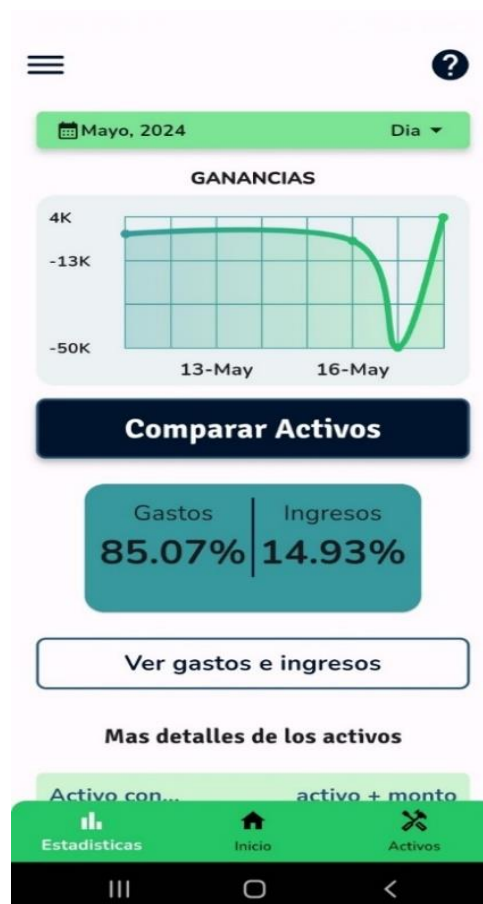 ?
Mayo, 2024 Dia
GANANCIAS
4K
-13K
-50K
13-May 16-May
Comparar Activos
Gastos Ingresos
85.07% 14.93%
Ver gastos e ingresos
Mas detalles de los activos
Activo con... activo + monto
Estadisticas Inicio Activos